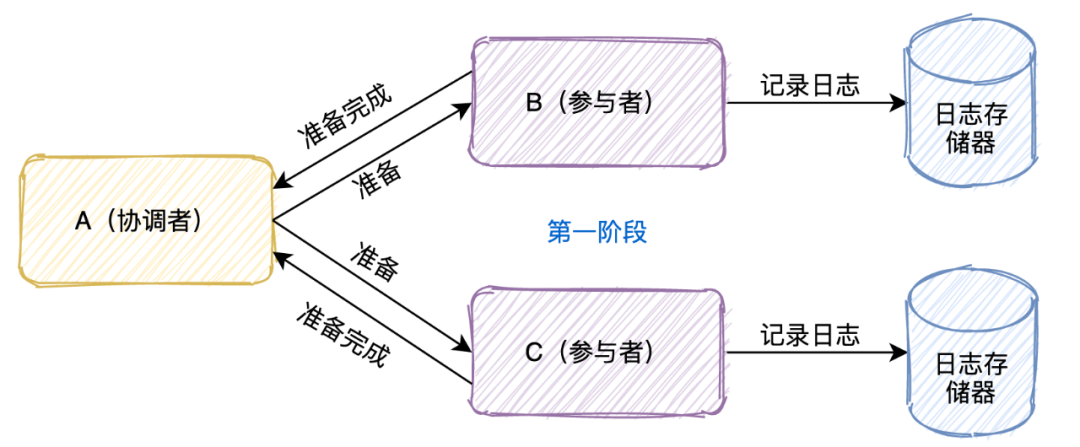 准备完成
B（参与者）
记录日志
日志存
储器
准备
A（协调者）
第一阶段
准备
准备完成
C（参与者）
记录日志
日志存
储器